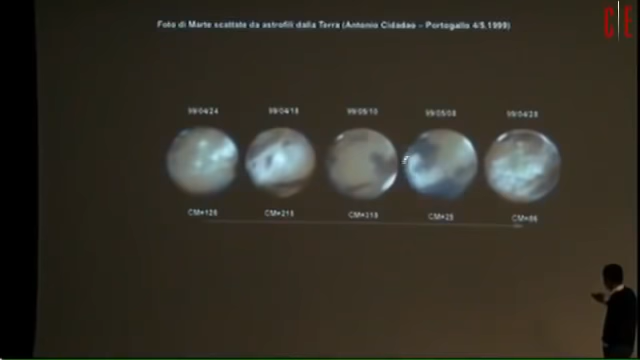 Foto di Marte scattate da astrofili dalla Terra (Antonio Cidadao – Portogallo 4/5.1999)
99/04/24 99/04/18 99/05/10 99/05/08 99/04/28
CM=126 CM=215 CM=318 CM=25 CM=86
C E